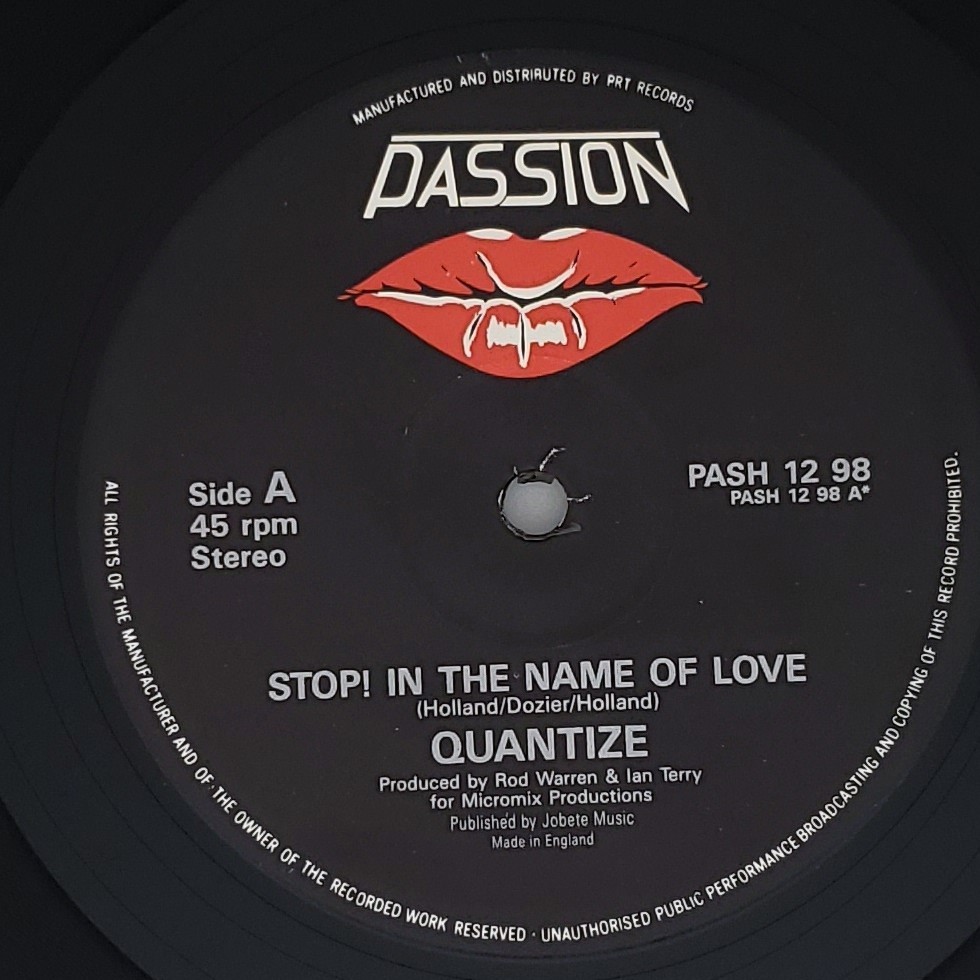 MANUFACTURED AND DISTRIBUTED BY PRT RECORDS
PASSION
Side A
45 rpm
Stereo
PASH 12 98
PASH 12 98 A*
STOP! IN THE NAME OF LOVE
(Holland/Dozier/Holland)
QUANTIZE
Produced by Rod Warren & Ian Terry
for Micromix Productions
Published by Jobete Music
Made in England
ALL RIGHTS OF THE MANUFACTURER AND OF THE OWNER OF THE RECORDED WORK RESERVED · UNAUTHORISED PUBLIC PERFORMANCE BROADCASTING AND COPYING OF THIS RECORD PROHIBITED.